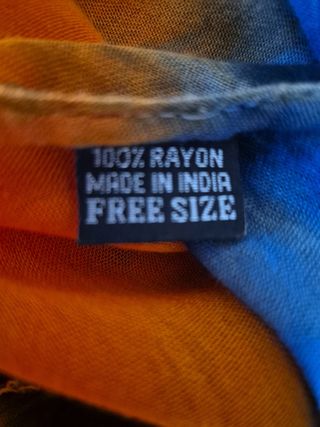 100% RAYON
MADE IN INDIA
FREE SIZE